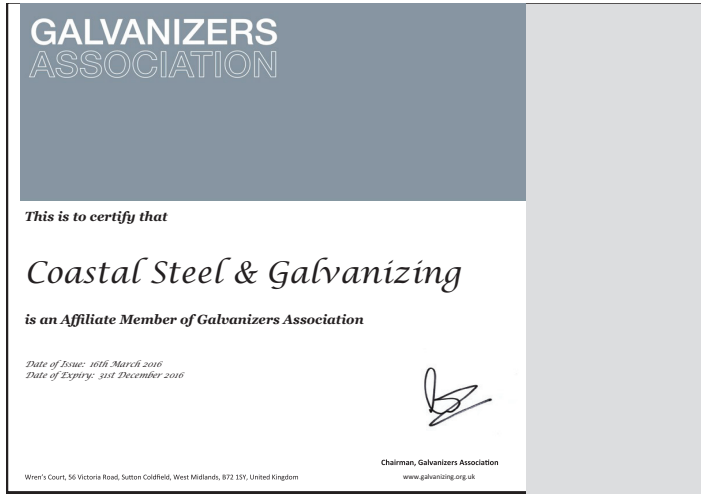 GALVANIZERS
ASSOCIATION
This is to certify that
Coastal Steel & Galvanizing
is an Affiliate Member of Galvanizers Association
Date of Issue: 16th March 2016
Date of Expiry: 31st December 2016
Chairman, Galvanizers Association
Wren's Court, 56 Victoria Road, Sutton Coldfield, West Midlands, B72 1SY, United Kingdom
www.galvanizing.org.uk